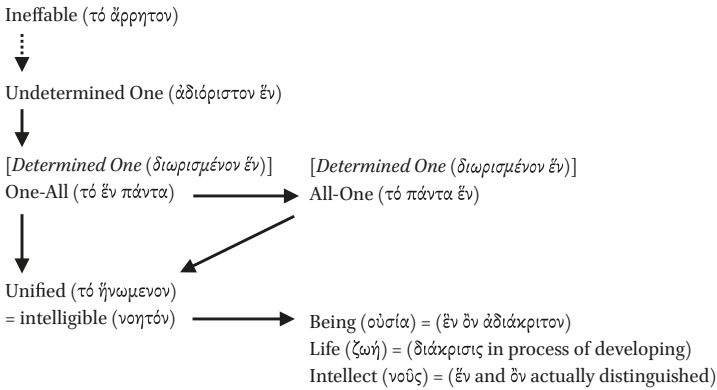 Ineffable (τό ἄρρητον)
Undetermined One (ἀδιόριστον ἕν)
[Determined One (διωρισμένον ἕν)]
[Determined One (διωρισμένον ἕν)]
One-All (τό ἕν πάντα)
All-One (τό πάντα ἕν)
Unified (τό ἥνωμενον)
= intelligible (νοητόν)
Being (οὐσία) = (ἓν ὂν ἀδιάκριτον)
Life (ζωή) = (διάκρισις in process of developing)
Intellect (νοῦς) = (ἕν and ὂν actually distinguished)